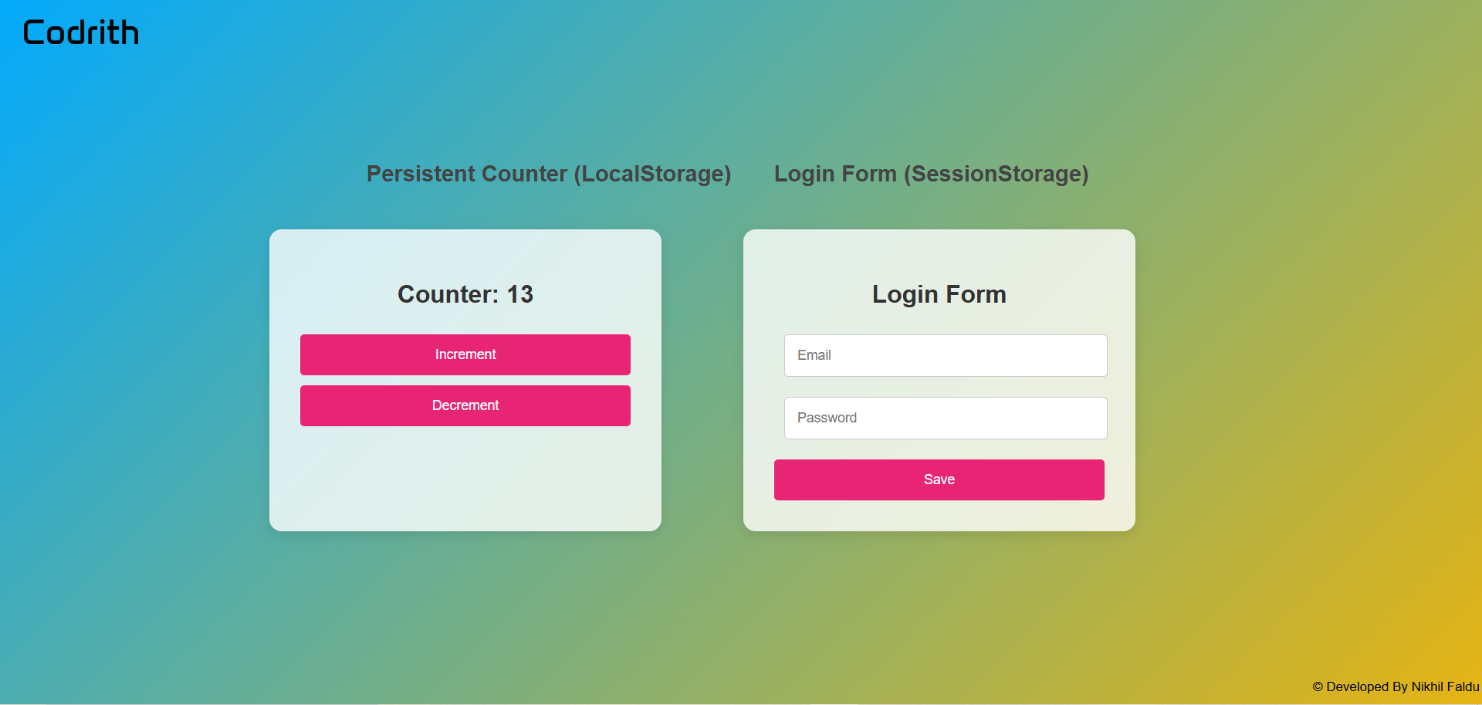 Codrith
Persistent Counter (LocalStorage)
Login Form (SessionStorage)
Counter: 13
Increment
Decrement
Login Form
Email
Password
Save
© Developed By Nikhil Faldu